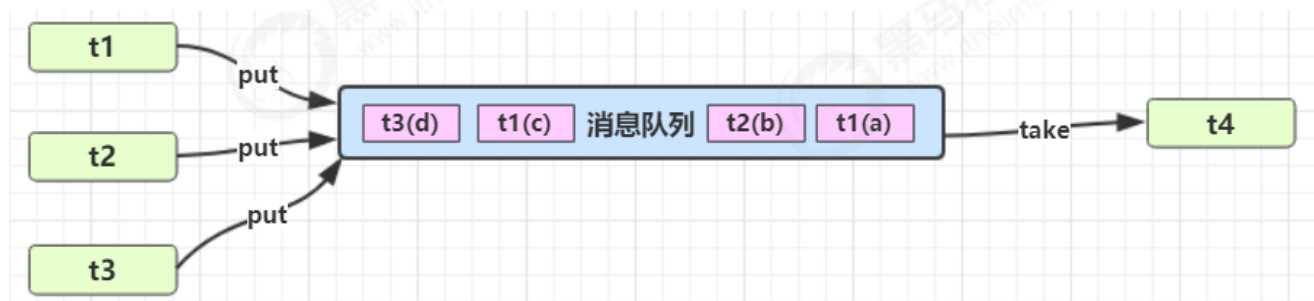 t1
put
t3(d) t1(c) 消息队列 t2(b) t1(a)
take
t4
t2
put
put
t3